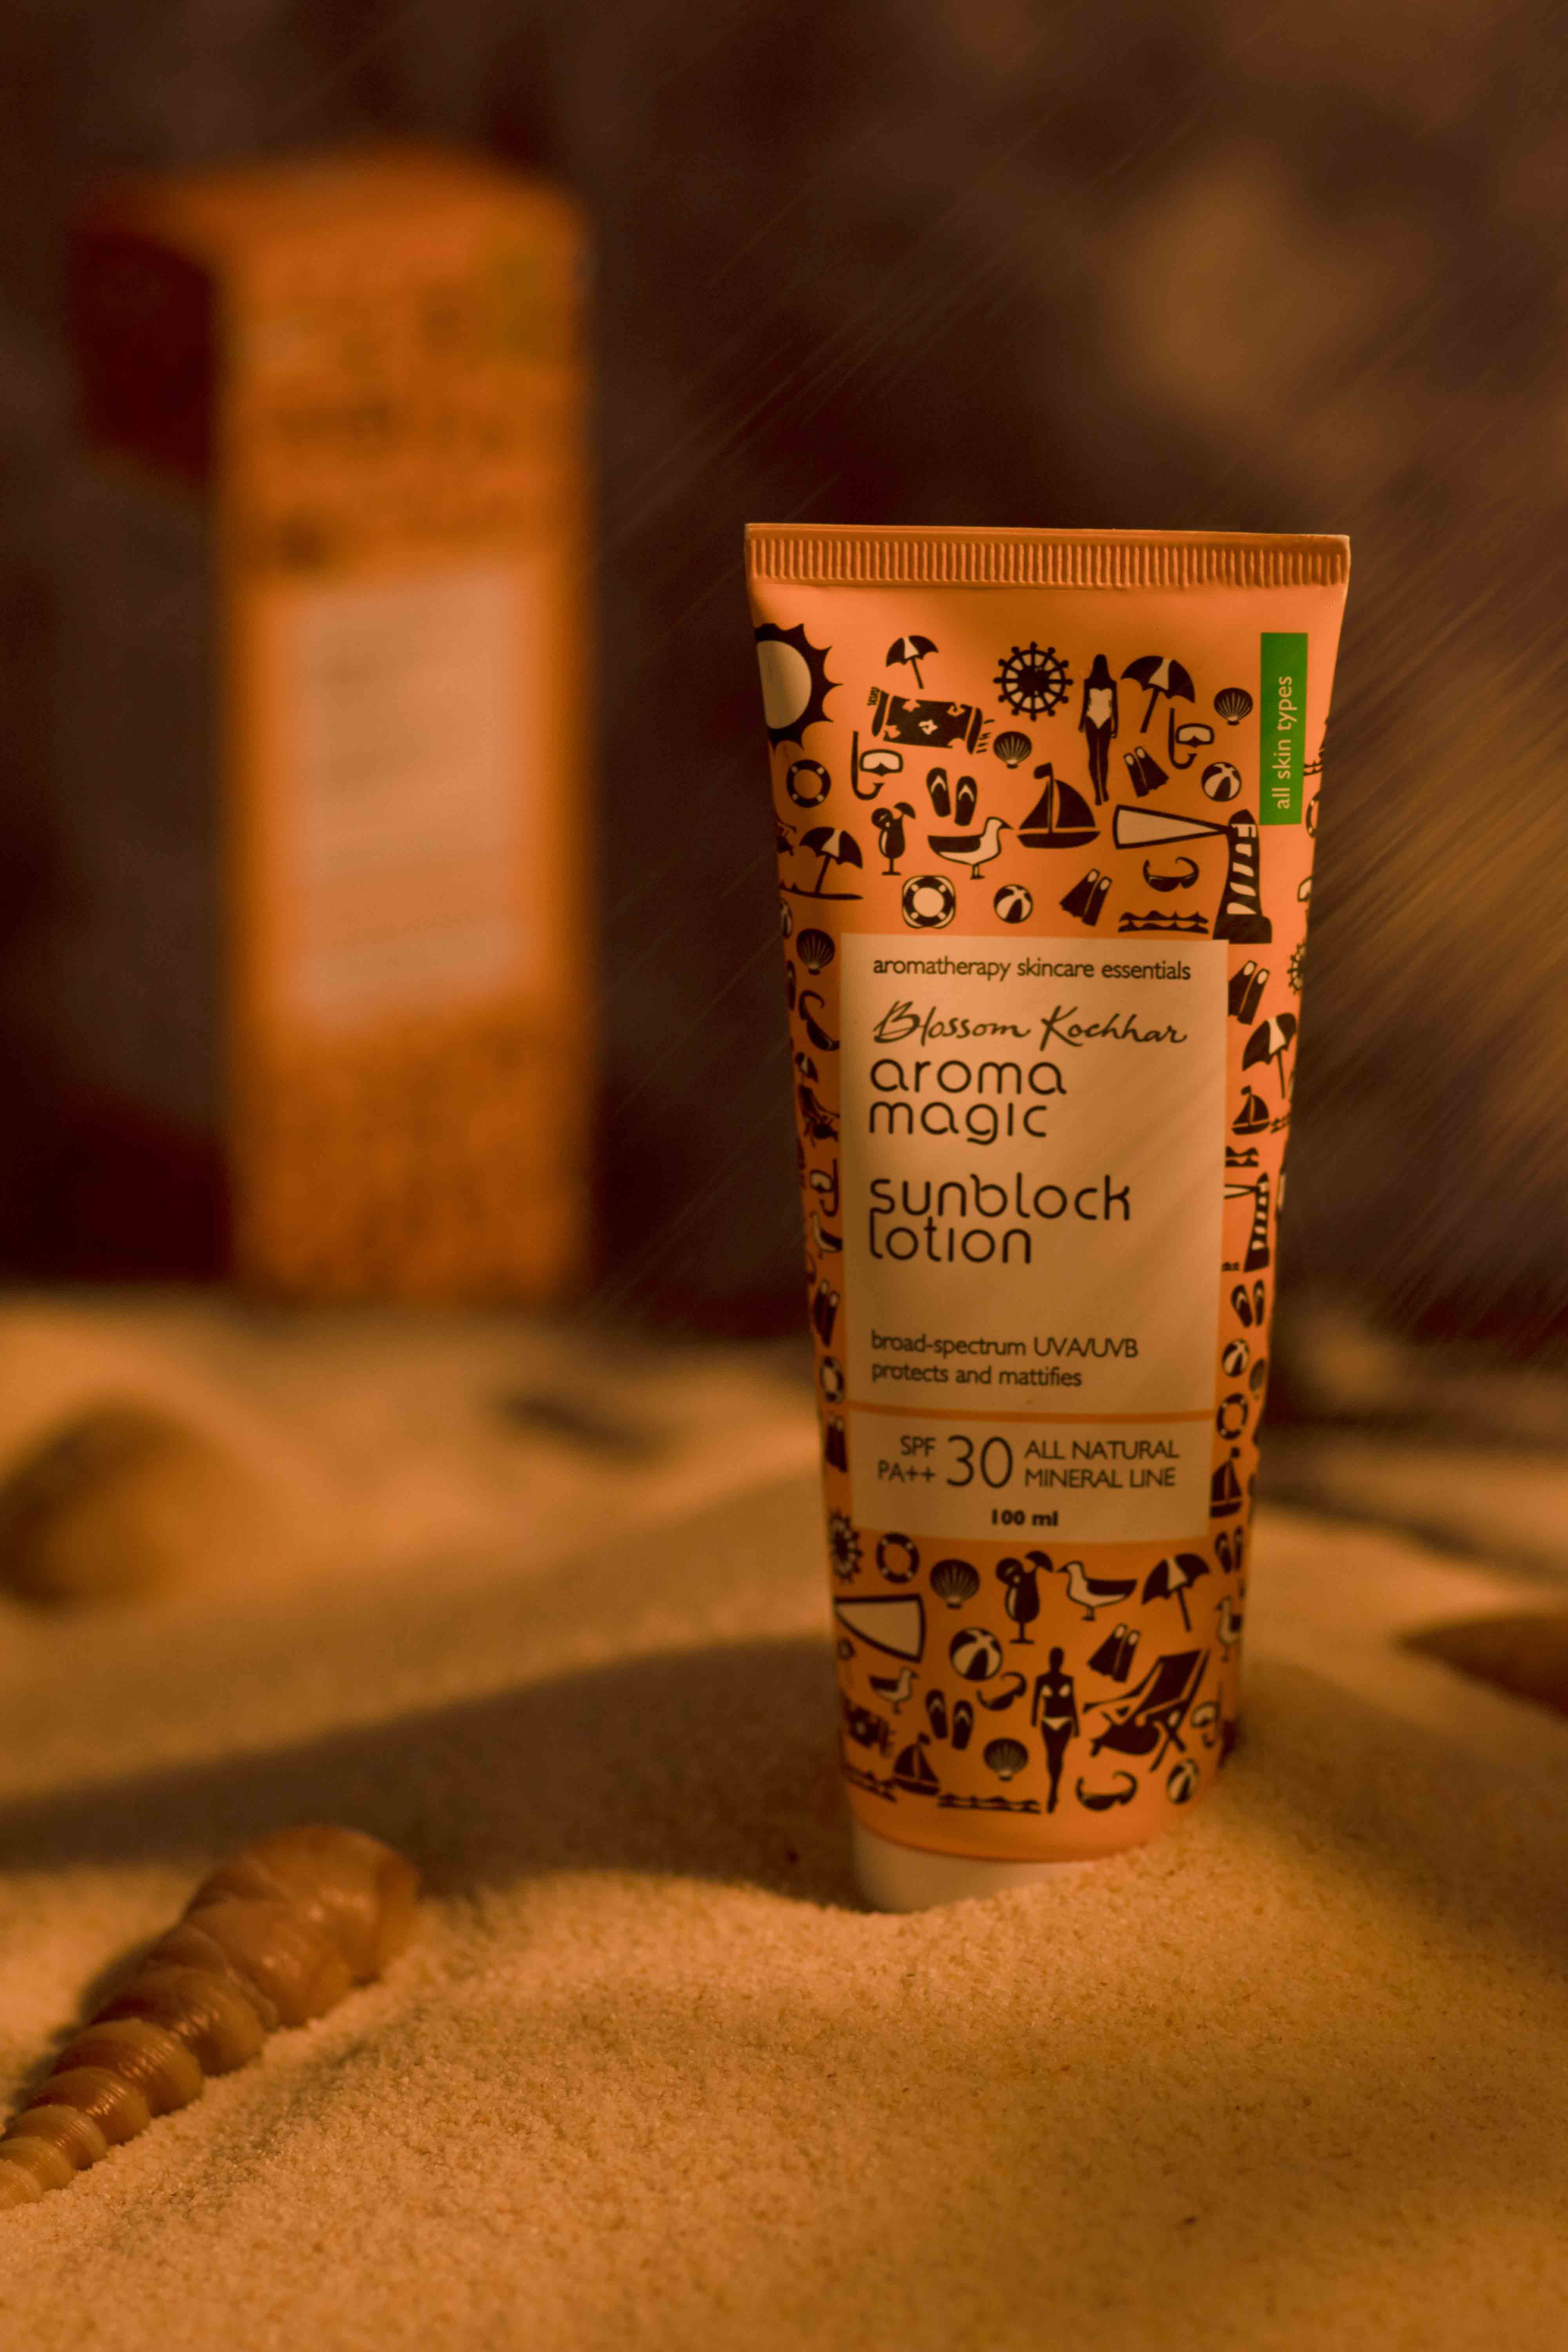 all skin types
aromatherapy skincare essentials
Blossom Kochhar
aroma
magic
sunblock
lotion
broad-spectrum UVA/UVB
protects and mattifies
SPF 30 ALL NATURAL
PA++ MINERAL LINE
100 ml